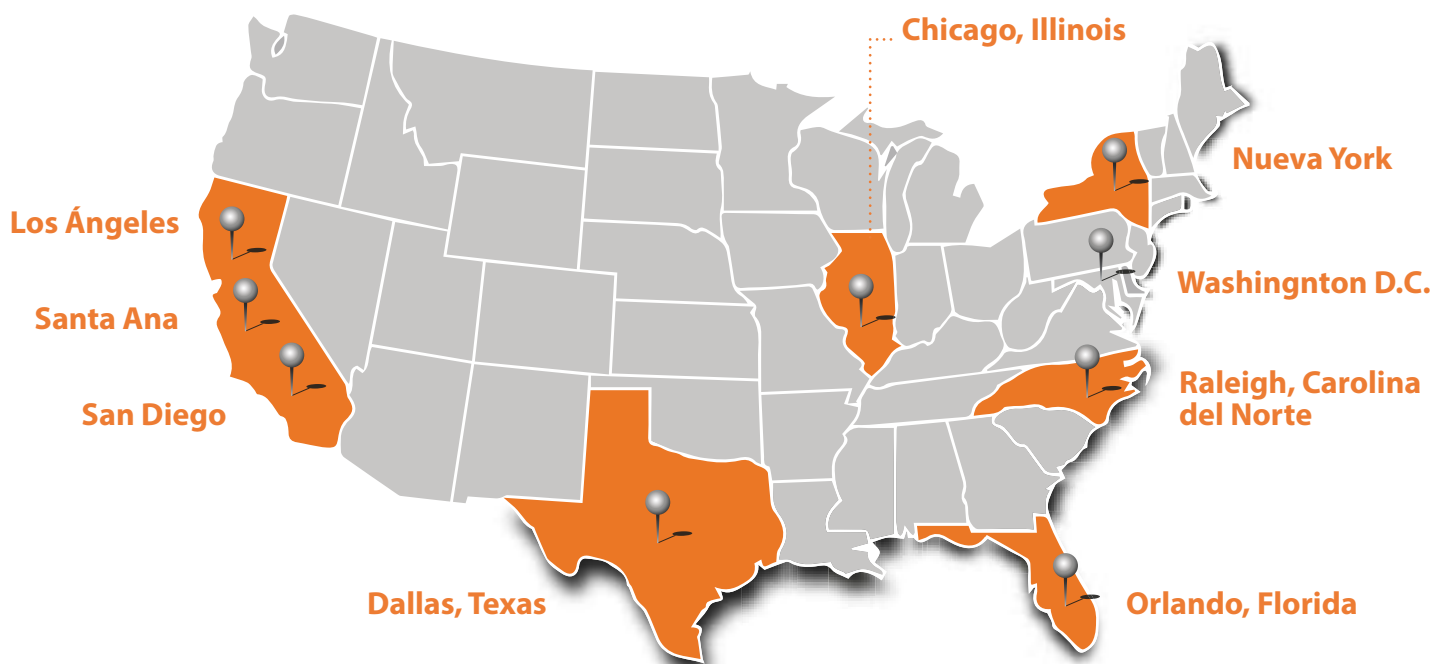 Chicago, Illinois
Nueva York
Los Ángeles
Washingnton D.C.
Santa Ana
Raleigh, Carolina
del Norte
San Diego
Dallas, Texas
Orlando, Florida